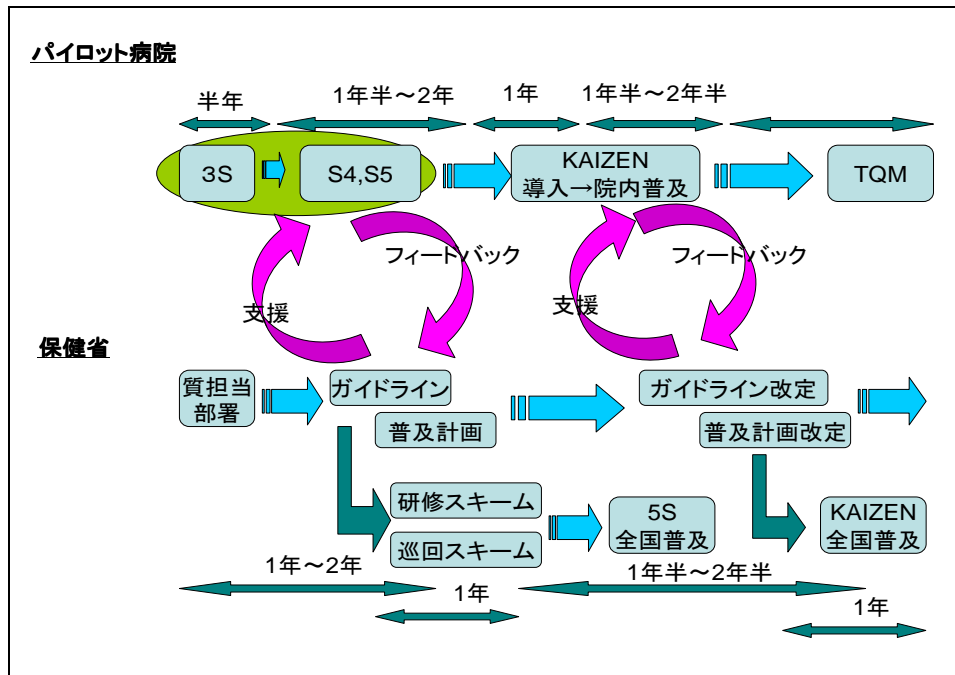 パイロット病院
半年
1年半～2年
1年
1年半～2年半
3S
S4,S5
KAIZEN
導入→院内普及
TQM
フィードバック
支援
フィードバック
支援
保健省
質担当
部署
ガイドライン
普及計画
ガイドライン改定
普及計画改定
研修スキーム
巡回スキーム
5S
全国普及
KAIZEN
全国普及
1年～2年
1年
1年半～2年半
1年